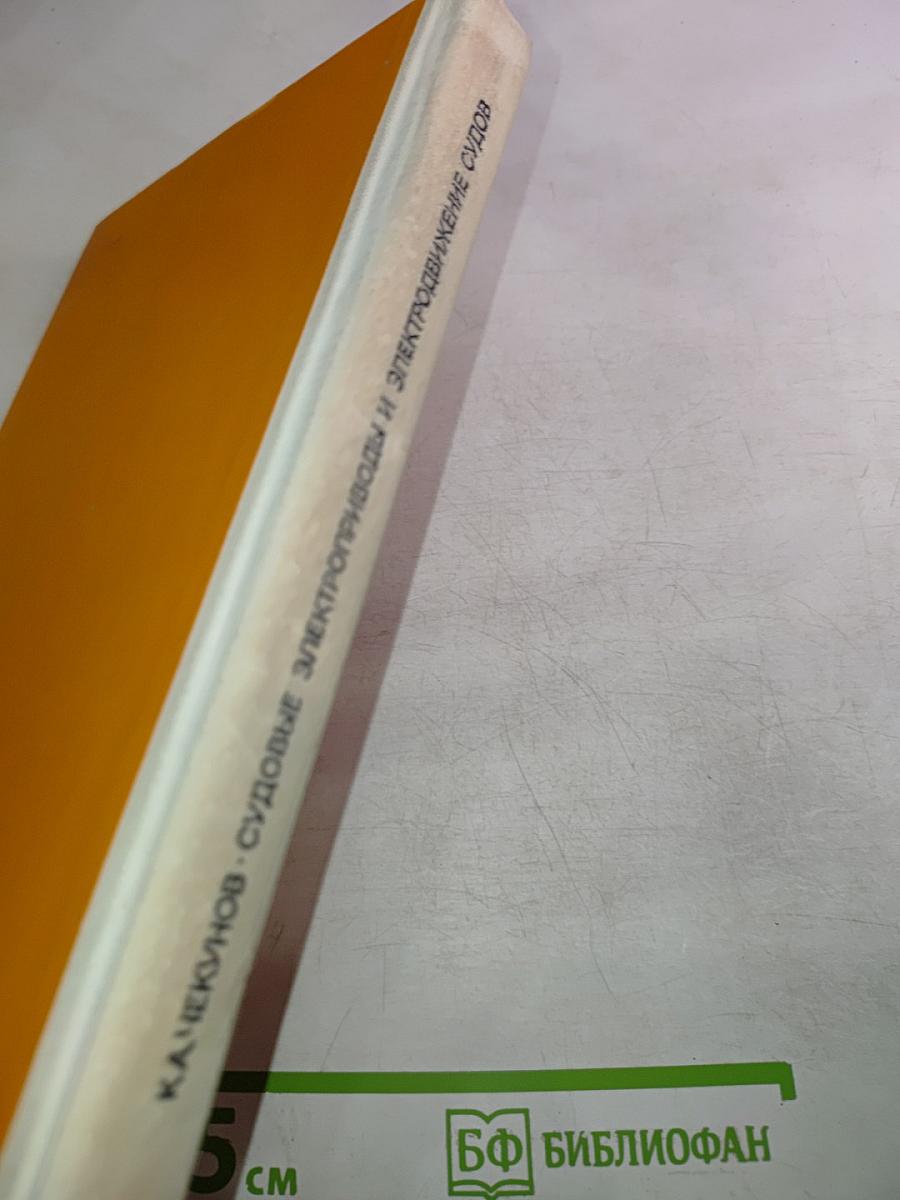 К.А.ЧЕКУНОВ · СУДОВЫЕ ЭЛЕКТРОПРИВОДЫ И ЭЛЕКТРОДВИЖЕНИЕ СУДОВ
5 СМ
БФ БИБЛИОФАН